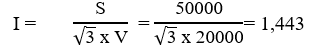 I = S / √3 x V = 50000 / √3 x 20000 = 1,443